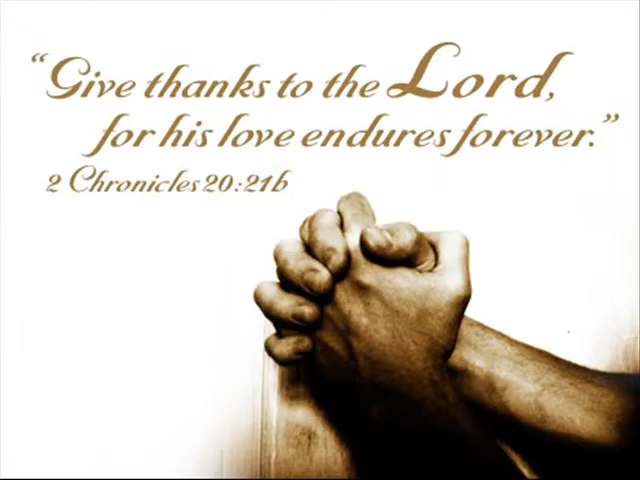 “Give thanks to the Lord,
for his love endures forever.”
2 Chronicles 20:21b